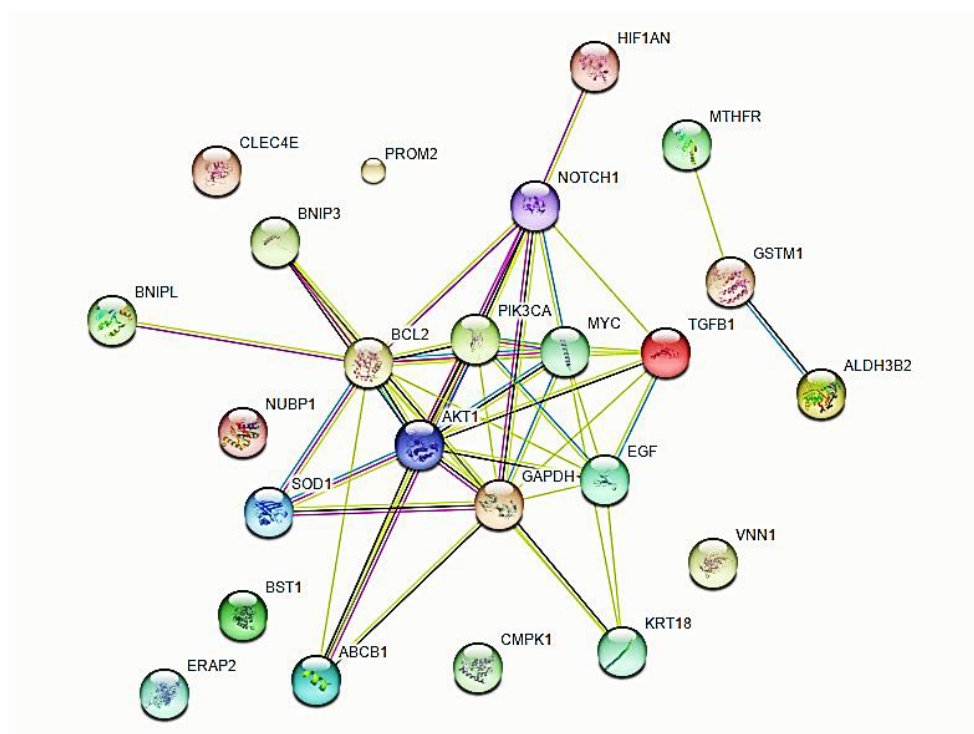 HIF1AN
MTHFR
CLEC4E
PROM2
NOTCH1
BNIP3
GSTM1
BNIPL
PIK3CA
MYC
TGFB1
BCL2
ALDH3B2
NUBP1
AKT1
EGF
GAPDH
SOD1
VNN1
BST1
KRT18
CMPK1
ABCB1
ERAP2